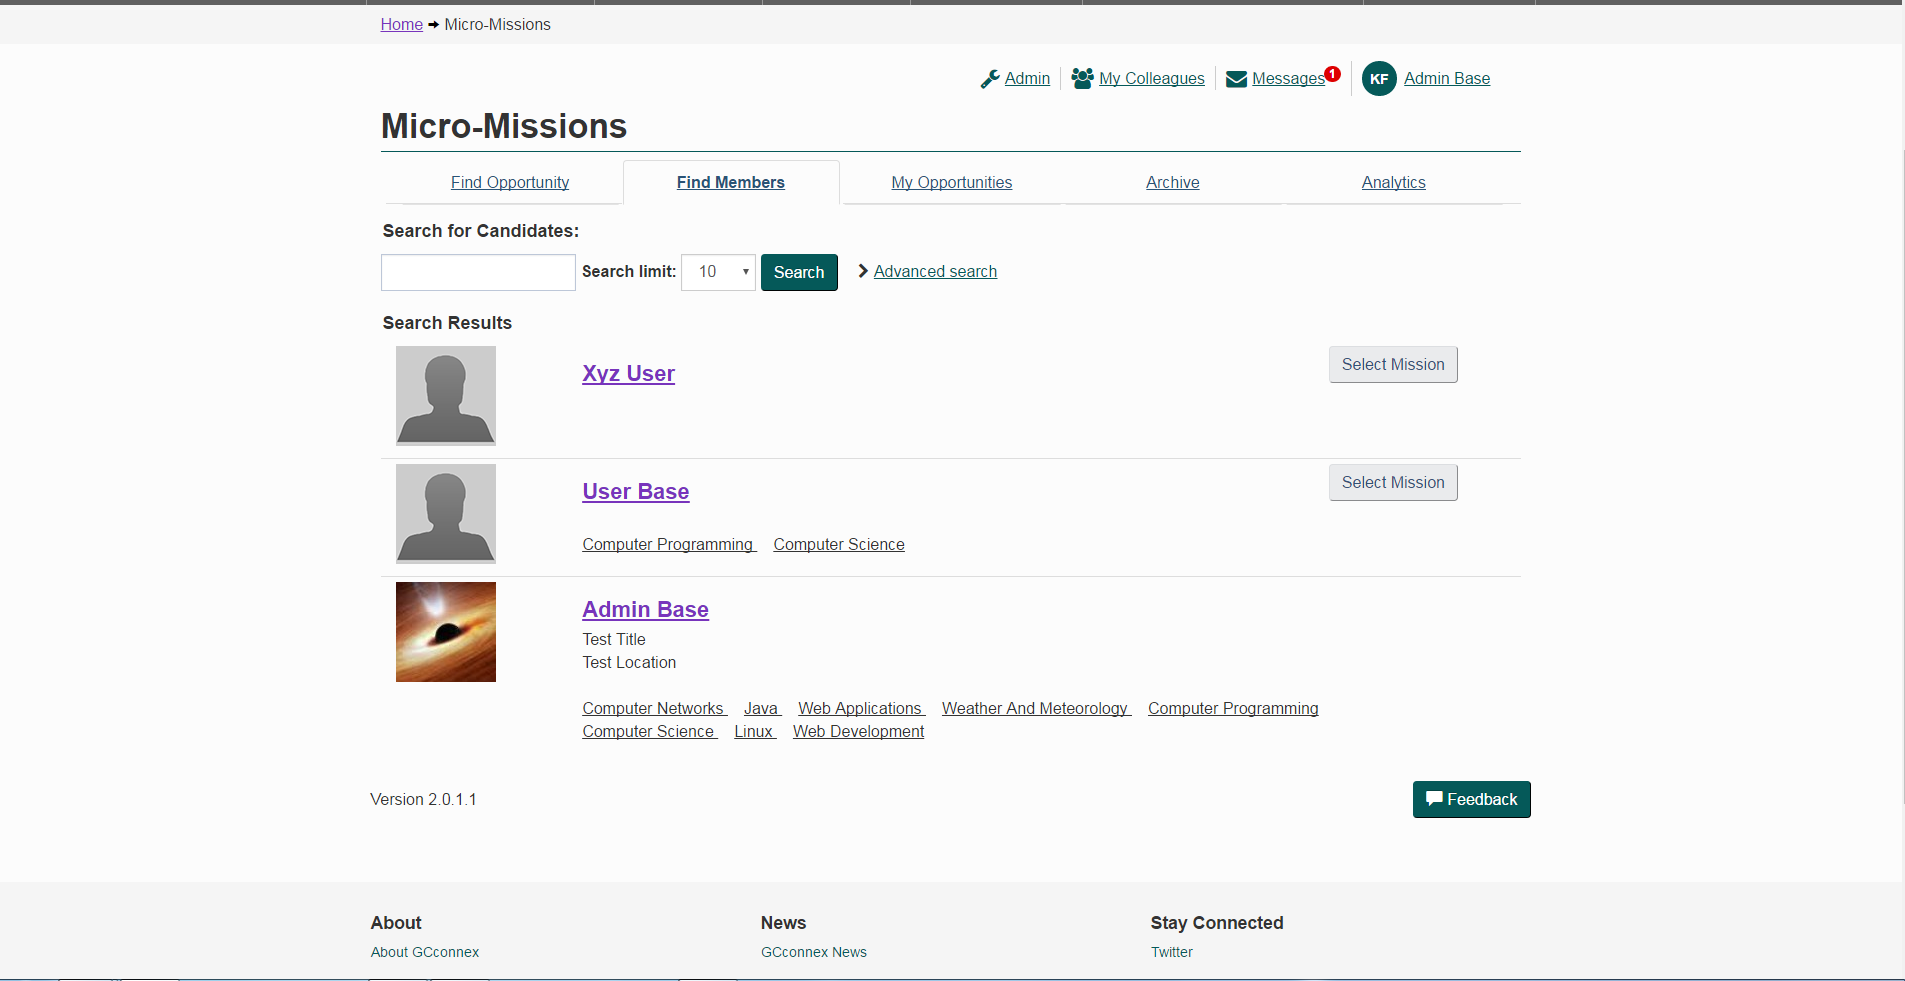 Home Micro-Missions
Admin My Colleagues Messages 1 KF Admin Base
Micro-Missions
Find Opportunity Find Members My Opportunities Archive Analytics
Search for Candidates:
Search limit: 10 Search Advanced search
Search Results
Xyz User Select Mission
User Base Select Mission
Computer Programming Computer Science
Admin Base
Test Title
Test Location
Computer Networks Java Web Applications Weather And Meteorology Computer Programming
Computer Science Linux Web Development
Version 2.0.1.1 Feedback
About News Stay Connected
About GCconnex GCconnex News Twitter